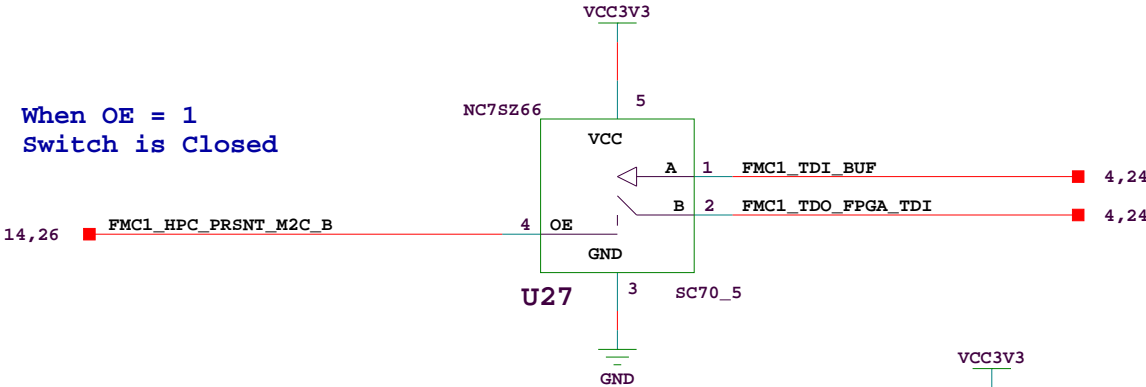 VCC3V3
5
NC7SZ66
When OE = 1
Switch is Closed
VCC
A 1 FMC1_TDI_BUF 4,24
B 2 FMC1_TDO_FPGA_TDI 4,24
14,26 FMC1_HPC_PRSNT_M2C_B 4 OE
GND
U27 3 SC70_5
VCC3V3
GND